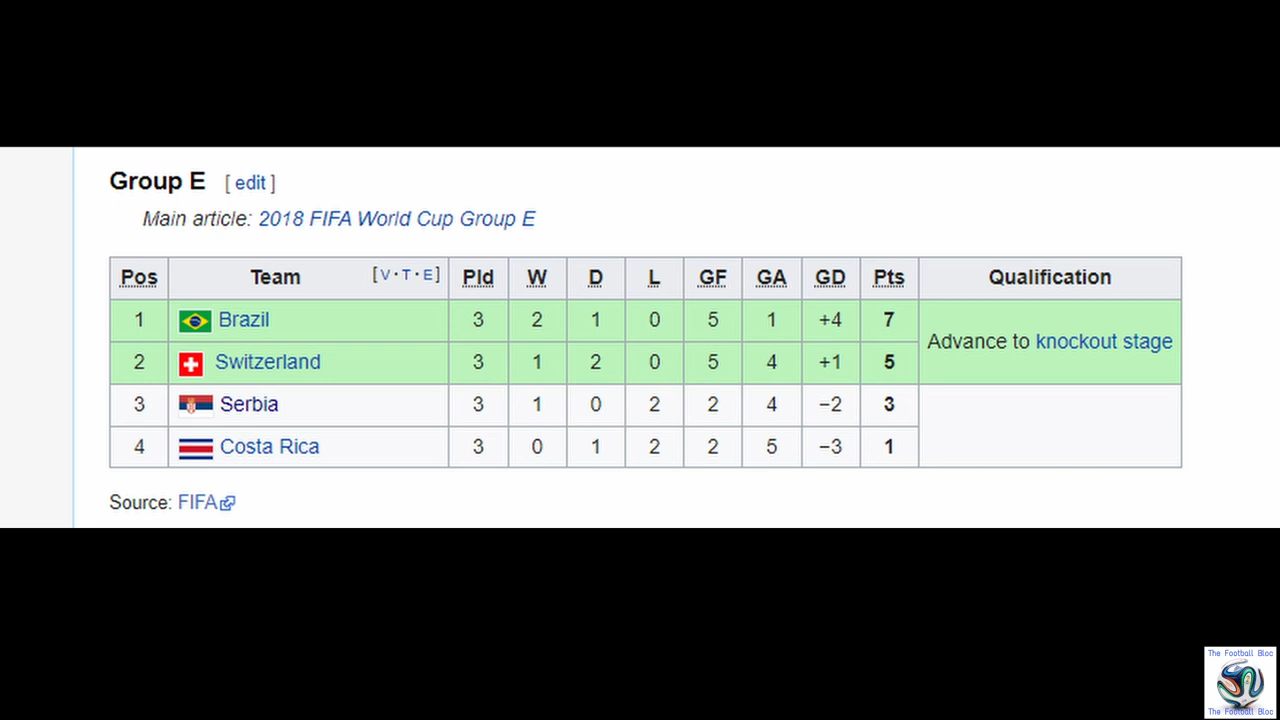 Group E [ edit ]
Main article: 2018 FIFA World Cup Group E
Pos Team [V·T·E] Pld W D L GF GA GD Pts Qualification
1 Brazil 3 2 1 0 5 1 +4 7 Advance to knockout stage
2 Switzerland 3 1 2 0 5 4 +1 5
3 Serbia 3 1 0 2 2 4 −2 3
4 Costa Rica 3 0 1 2 2 5 −3 1
Source: FIFA
The Football Bloc
The Football Bloc